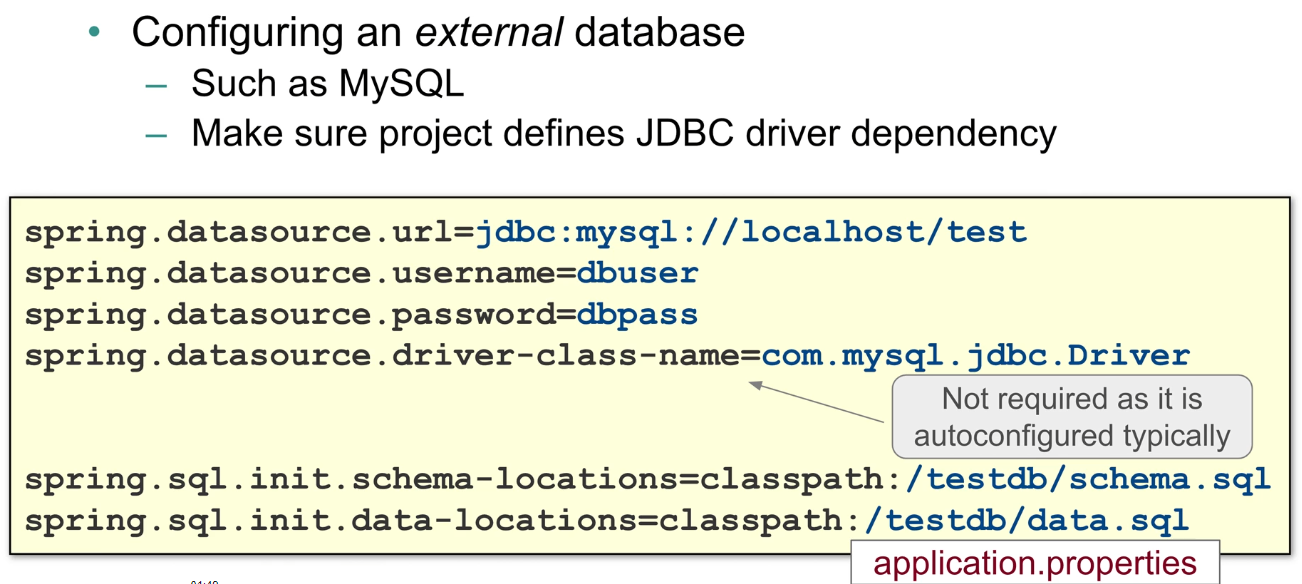 • Configuring an external database
– Such as MySQL
– Make sure project defines JDBC driver dependency
spring.datasource.url=jdbc:mysql://localhost/test
spring.datasource.username=dbuser
spring.datasource.password=dbpass
spring.datasource.driver-class-name=com.mysql.jdbc.Driver
Not required as it is
autoconfigured typically
spring.sql.init.schema-locations=classpath:/testdb/schema.sql
spring.sql.init.data-locations=classpath:/testdb/data.sql
application.properties